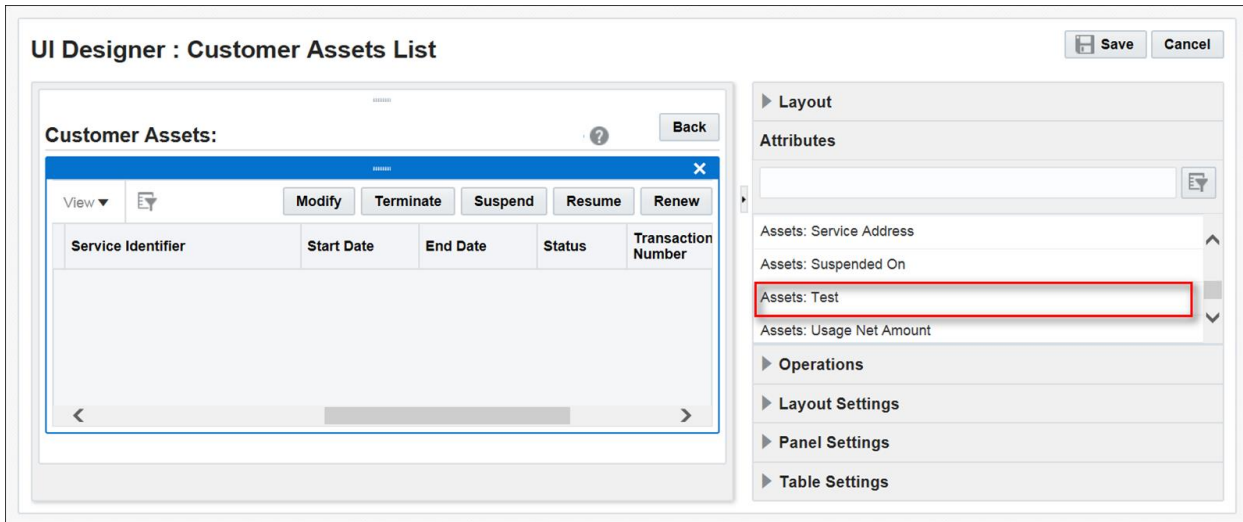 UI Designer : Customer Assets List
Save Cancel
Customer Assets:
? Back
View
Modify Terminate Suspend Resume Renew
Service Identifier Start Date End Date Status Transaction
Number
Layout
Attributes
Assets: Service Address
Assets: Suspended On
Assets: Test
Assets: Usage Net Amount
Operations
Layout Settings
Panel Settings
Table Settings